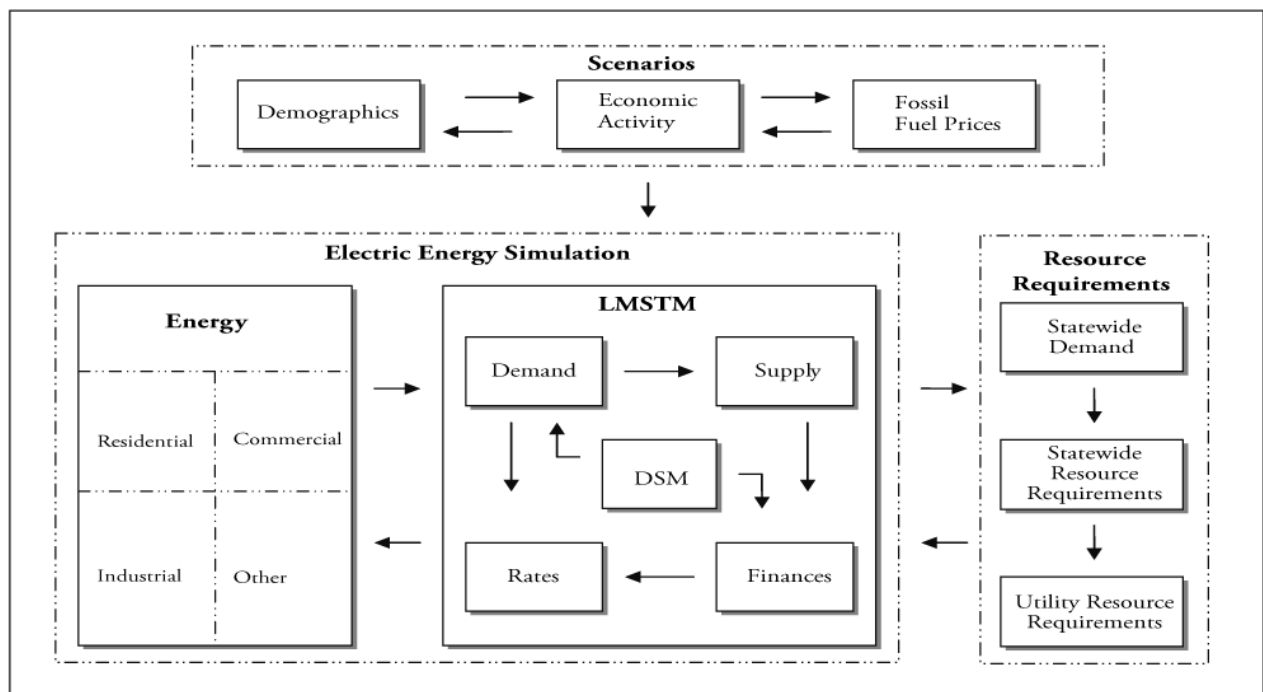 Scenarios
Demographics
Economic
Activity
Fossil
Fuel Prices
Electric Energy Simulation
Energy
Residential
Commercial
Industrial
Other
LMSTM
Demand
Supply
DSM
Rates
Finances
Resource
Requirements
Statewide
Demand
Statewide
Resource
Requirements
Utility Resource
Requirements